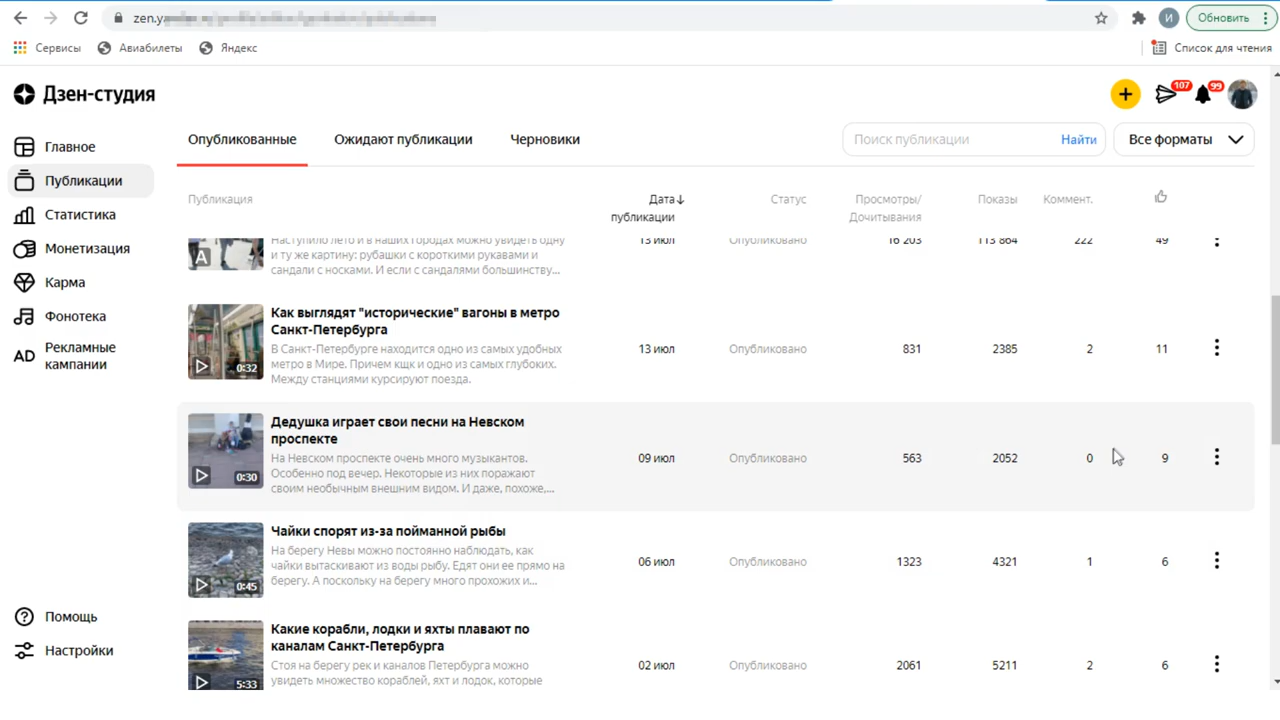 zen.ya
Обновить
Сервисы
Авиабилеты
Яндекс
Список для чтения
Дзен-студия
107
99
И
Главное
Публикации
Статистика
Монетизация
Карма
Фонотека
AD
Рекламные
кампании
Помощь
Настройки
Опубликованные
Ожидают публикации
Черновики
Поиск публикации
Найти
Все форматы
Публикация
Дата↓
публикации
Статус
Просмотры/
Дочитывания
Показы
Коммент.
Наступило лето и в наших городах можно увидеть одну
и ту же картину: рубашки с короткими рукавами и
сандали с носками. И если с сандалями большинству...
A
13 июл
Опубликовано
16 203
113 864
222
49
Как выглядят "исторические" вагоны в метро
Санкт-Петербурга
В Санкт-Петербурге находится одно из самых удобных
метро в Мире. Причем кщк и одно из самых глубоких.
Между станциями курсируют поезда.
0:32
13 июл
Опубликовано
831
2385
2
11
Дедушка играет свои песни на Невском
проспекте
На Невском проспекте очень много музыкантов.
Особенно под вечер. Некоторые из них поражают
своим необычным внешним видом. И даже, похоже,...
0:30
09 июл
Опубликовано
563
2052
0
9
Чайки спорят из-за пойманной рыбы
На берегу Невы можно постоянно наблюдать, как
чайки вытаскивают из воды рыбу. Едят они ее прямо на
берегу. А поскольку на берегу много прохожих и...
0:45
06 июл
Опубликовано
1323
4321
1
6
Какие корабли, лодки и яхты плавают по
каналам Санкт-Петербурга
Стоя на берегу рек и каналов Петербурга можно
увидеть множество кораблей, яхт и лодок, которые
5:33
02 июл
Опубликовано
2061
5211
2
6